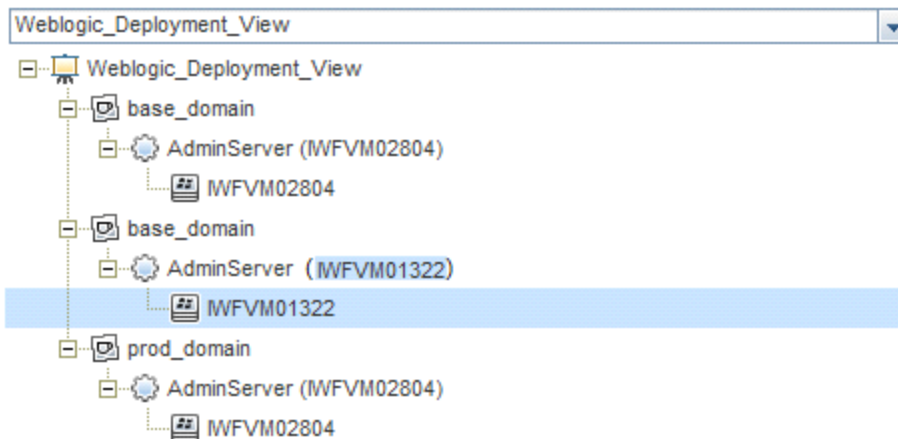 Weblogic_Deployment_View
Weblogic_Deployment_View
base_domain
AdminServer (IWFVM02804)
IWFVM02804
base_domain
AdminServer (IWFVM01322)
IWFVM01322
prod_domain
AdminServer (IWFVM02804)
IWFVM02804